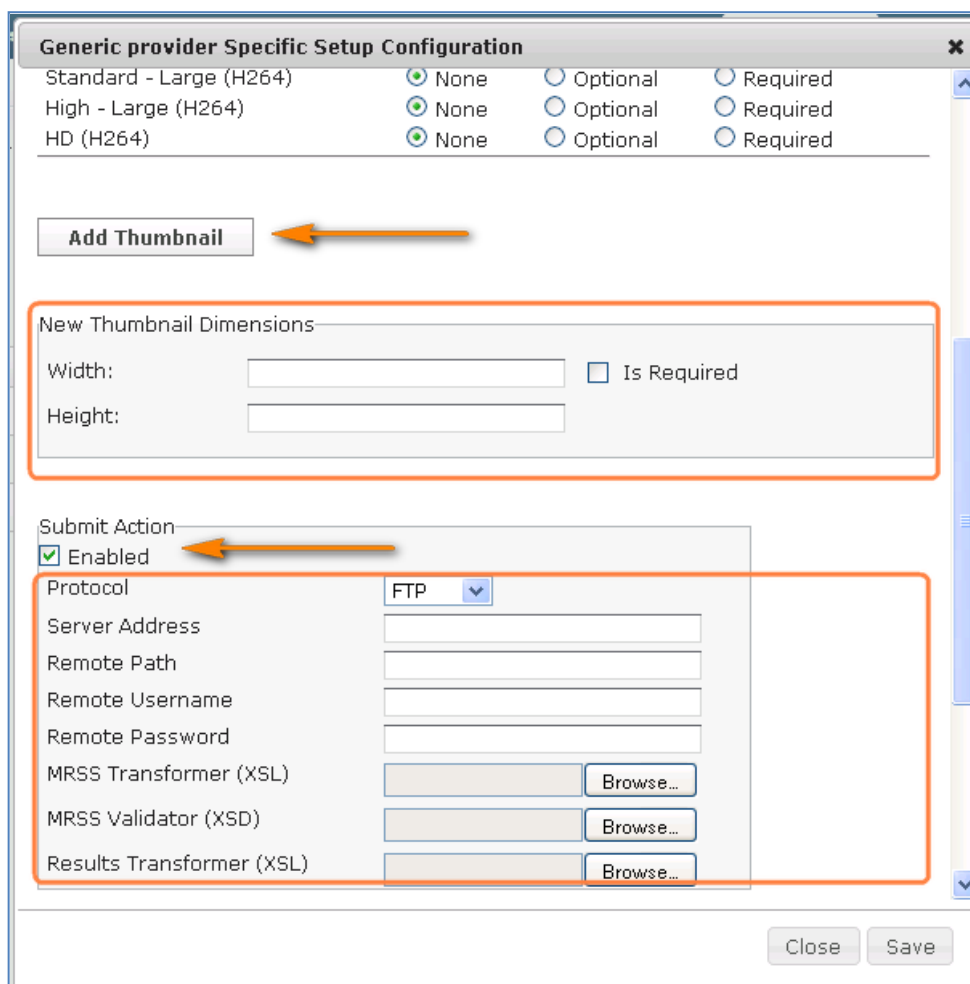 Generic provider Specific Setup Configuration
Standard - Large (H264) None Optional Required
High - Large (H264) None Optional Required
HD (H264) None Optional Required
Add Thumbnail
New Thumbnail Dimensions
Width: Is Required
Height:
Submit Action
Enabled
Protocol FTP
Server Address
Remote Path
Remote Username
Remote Password
MRSS Transformer (XSL) Browse...
MRSS Validator (XSD) Browse...
Results Transformer (XSL) Browse...
Close Save